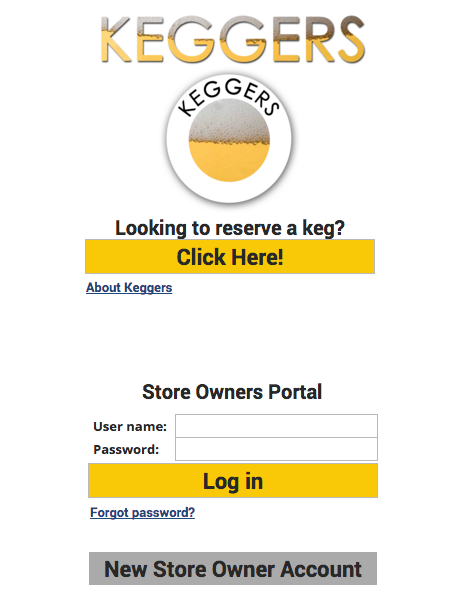 KEGGERS
KEGGERS
Looking to reserve a keg?
Click Here!
About Keggers
Store Owners Portal
User name:
Password:
Log in
Forgot password?
New Store Owner Account